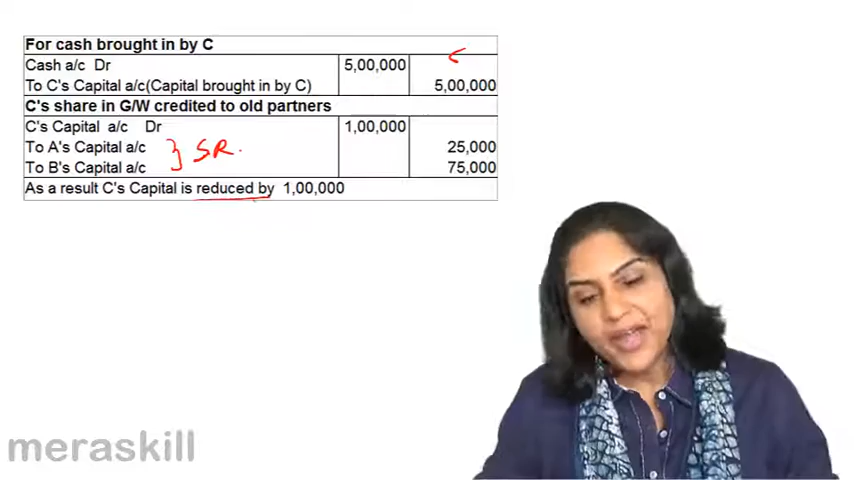 For cash brought in by C
Cash a/c Dr 5,00,000
To C's Capital a/c(Capital brought in by C) 5,00,000
C's share in G/W credited to old partners
C's Capital a/c Dr 1,00,000
To A's Capital a/c 25,000
} SR.
To B's Capital a/c 75,000
As a result C's Capital is reduced by 1,00,000
meraskill